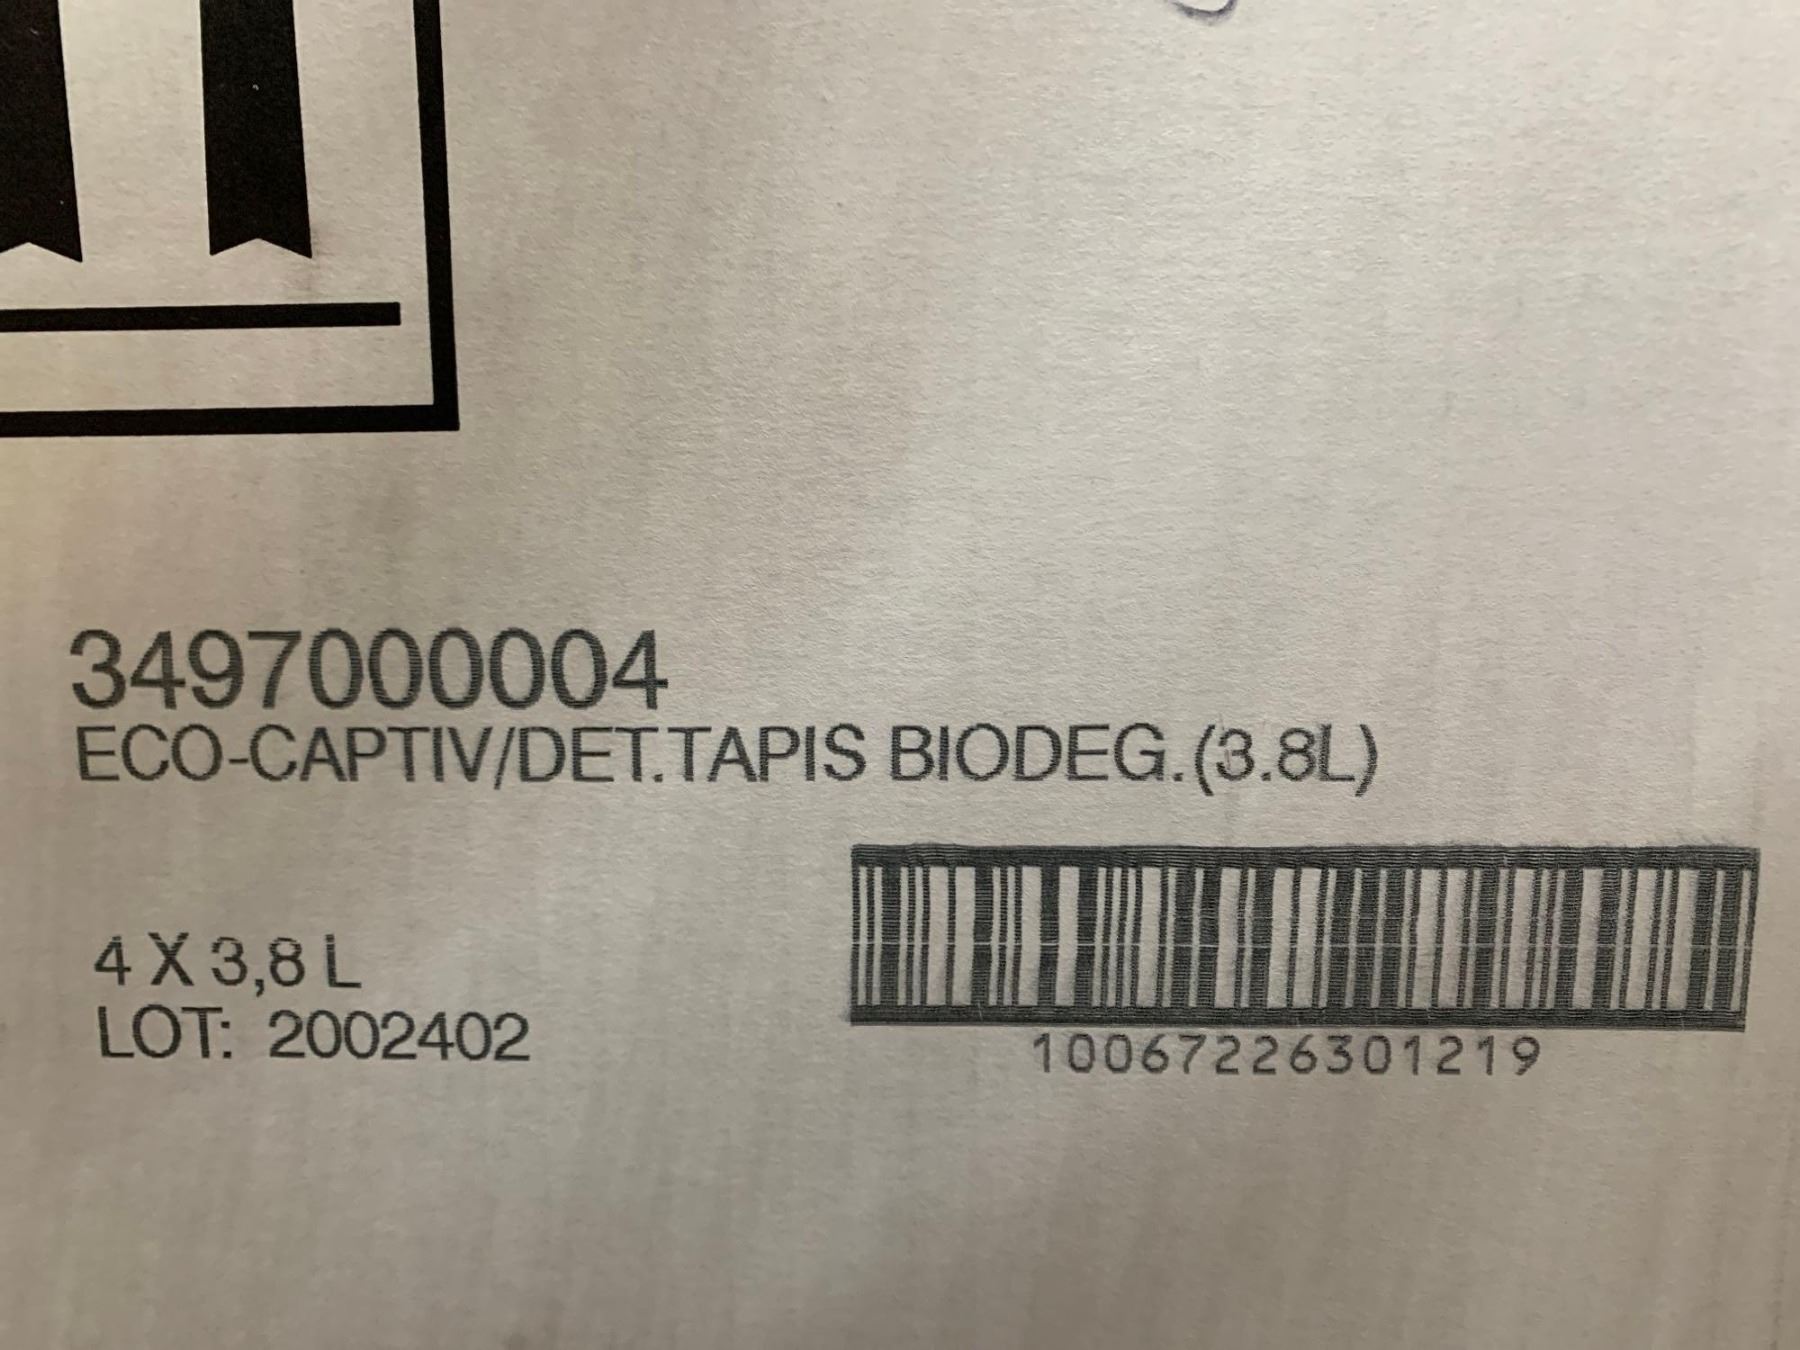 3497000004
ECO-CAPTIV/DET.TAPIS BIODEG.(3.8L)
4 X 3,8 L
LOT: 2002402
10067226301219